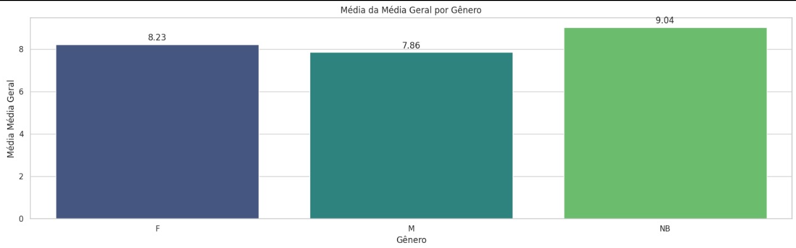 Média da Média Geral por Gênero
9.04
8.23
7.86
Média Média Geral
8
6
4
2
0
F
M
NB
Gênero